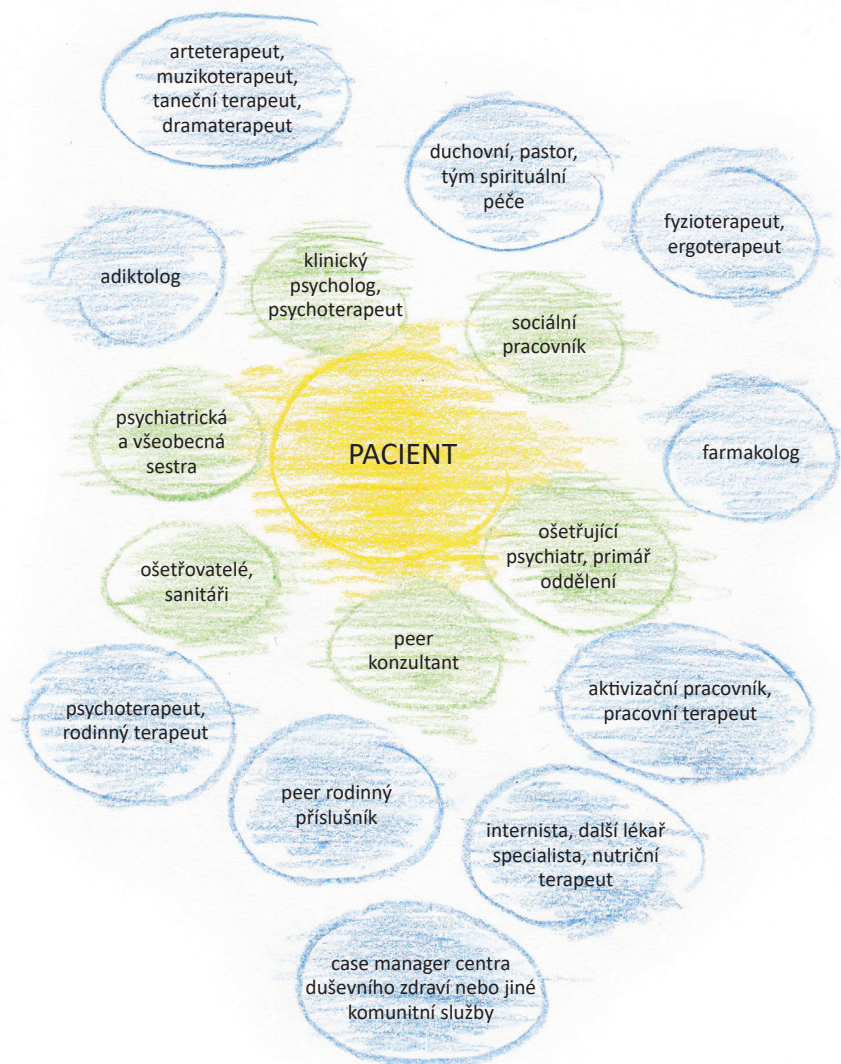 arteterapeut,
muzikoterapeut,
taneční terapeut,
dramaterapeut
duchovní, pastor,
tým spirituální
péče
fyzioterapeut,
ergoterapeut
adiktolog
klinický
psycholog,
psychoterapeut
sociální
pracovník
psychiatrická
a všeobecná
sestra
PACIENT
farmakolog
ošetřující
psychiatr, primář
oddělení
ošetřovatelé,
sanitáři
peer
konzultant
aktivizační pracovník,
pracovní terapeut
psychoterapeut,
rodinný terapeut
peer rodinný
příslušník
internista, další lékař
specialista, nutriční
terapeut
case manager centra
duševního zdraví nebo jiné
komunitní služby